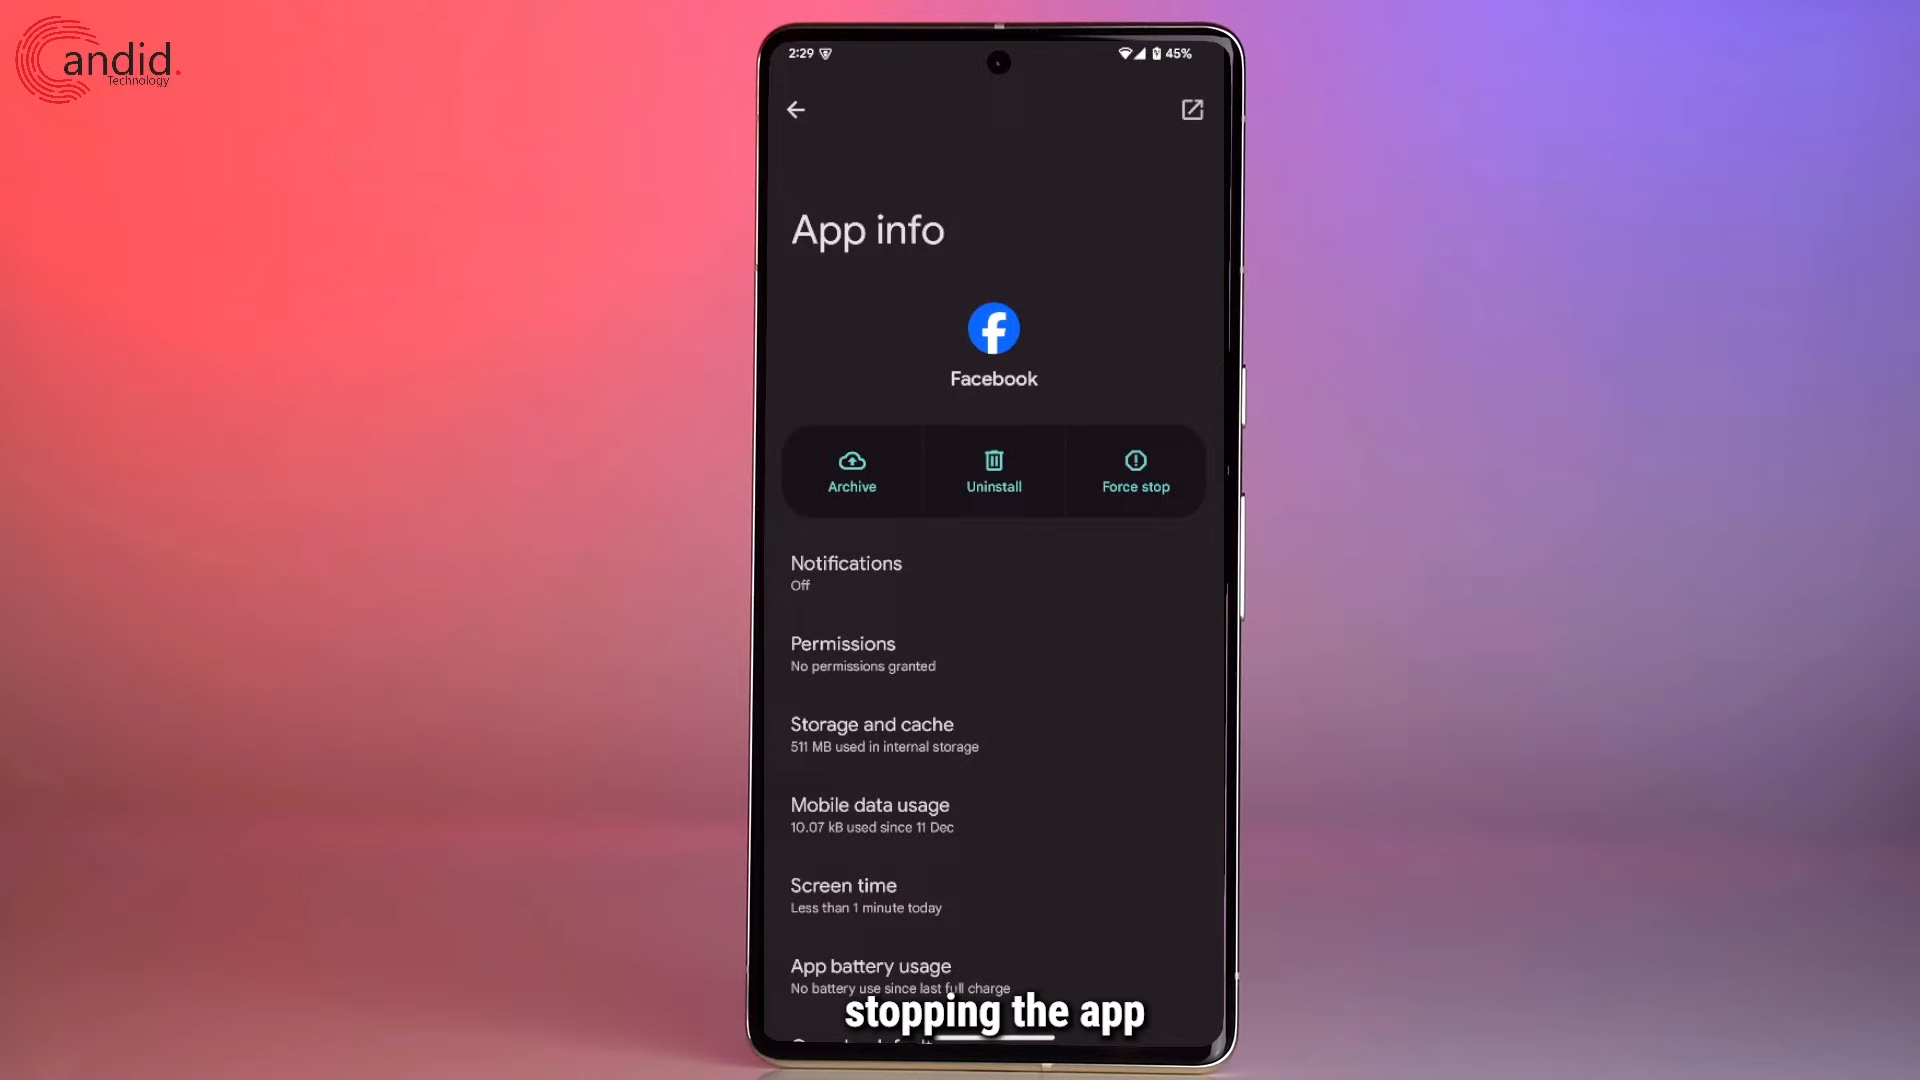 Candid.
Technology
2:29
45%
App info
Facebook
Archive
Uninstall
Force stop
Notifications
Off
Permissions
No permissions granted
Storage and cache
511 MB used in internal storage
Mobile data usage
10.07 kB used since 11 Dec
Screen time
Less than 1 minute today
App battery usage
No battery use since last full charge
stopping the app